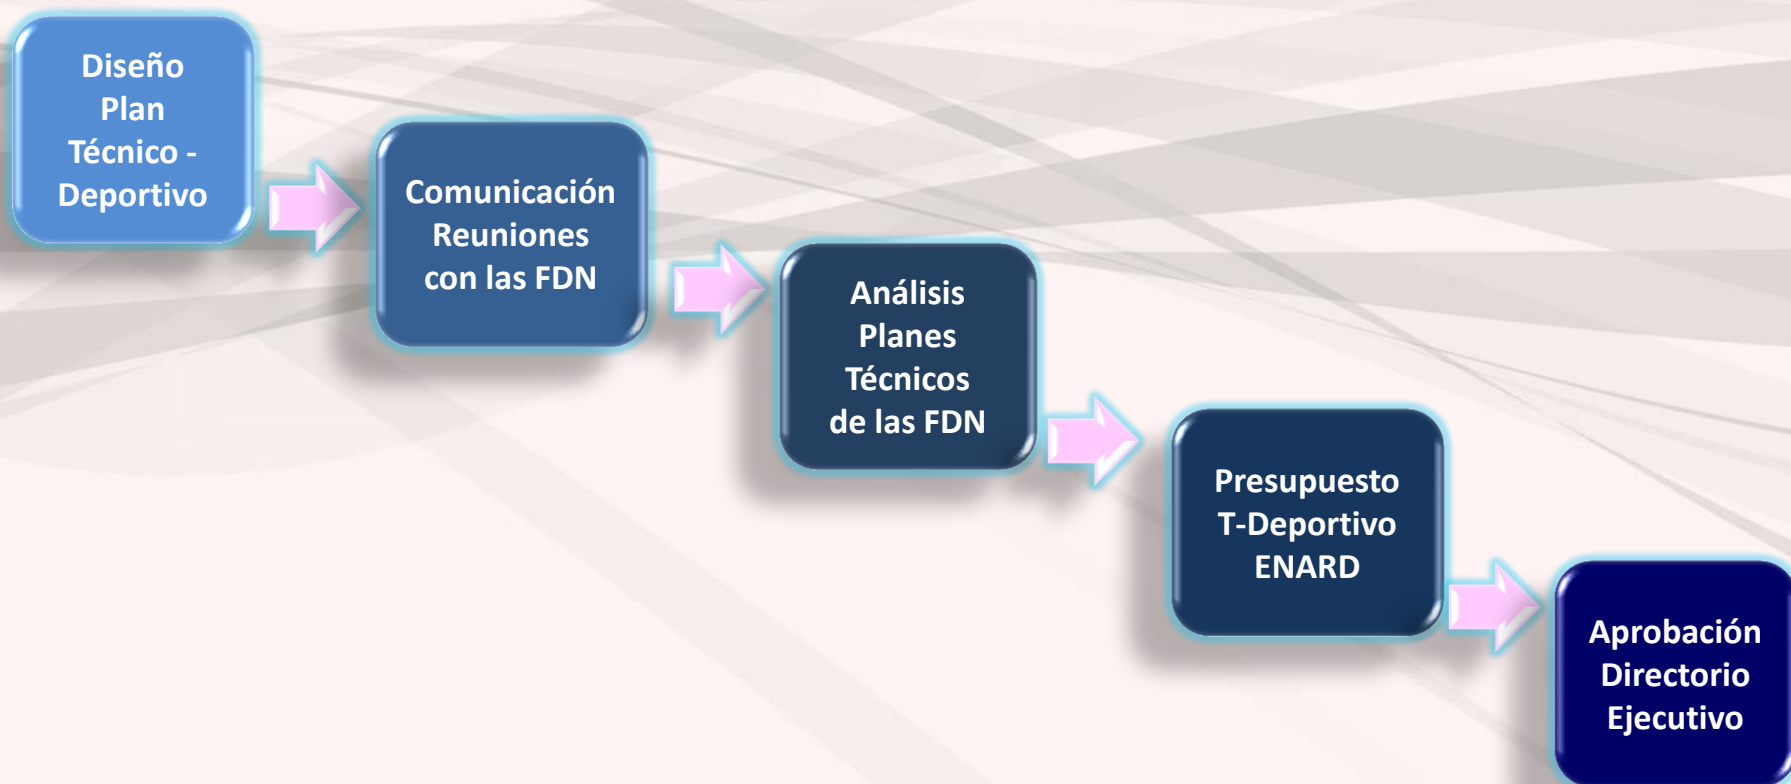 Diseño
Plan
Técnico -
Deportivo
Comunicación
Reuniones
con las FDN
Análisis
Planes
Técnicos
de las FDN
Presupuesto
T-Deportivo
ENARD
Aprobación
Directorio
Ejecutivo